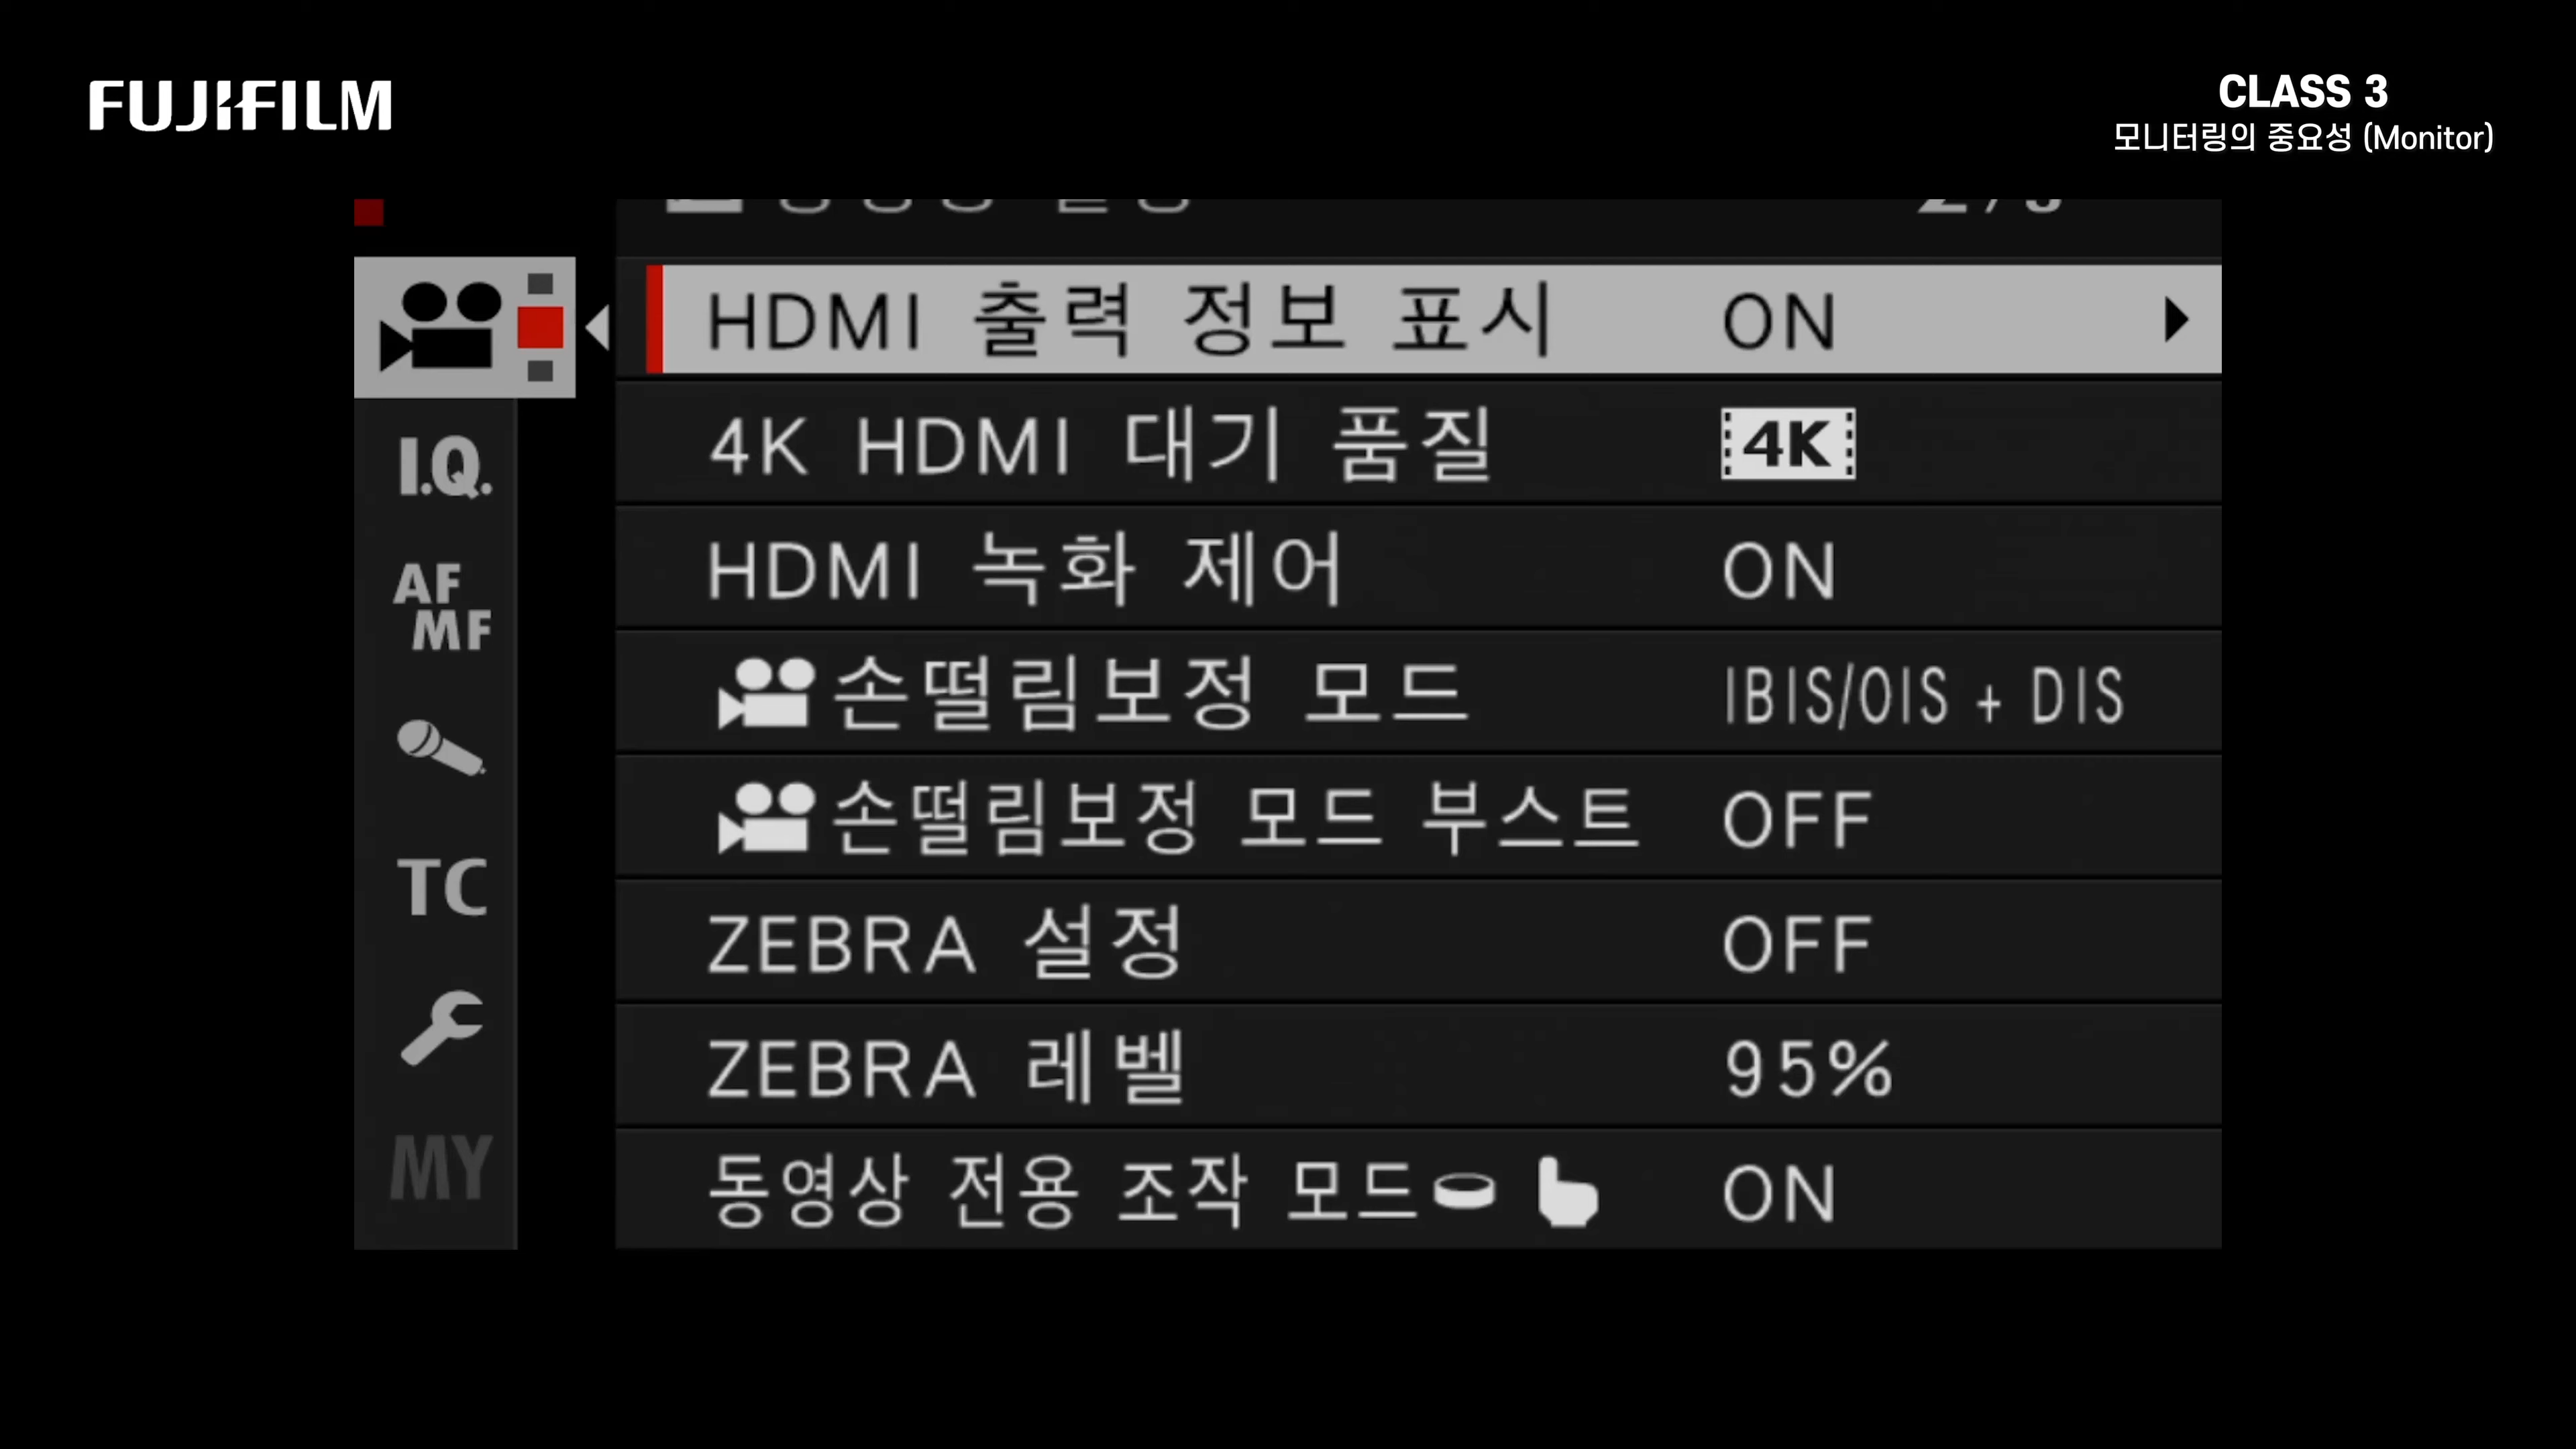 FUJIFILM
CLASS 3
모니터링의 중요성 (Monitor)
HDMI 출력 정보 표시 ON
4K HDMI 대기 품질 4K
HDMI 녹화 제어 ON
손떨림보정 모드 IBIS/OIS + DIS
손떨림보정 모드 부스트 OFF
ZEBRA 설정 OFF
ZEBRA 레벨 95%
동영상 전용 조작 모드 ON
I.Q.
AF
MF
TC
MY